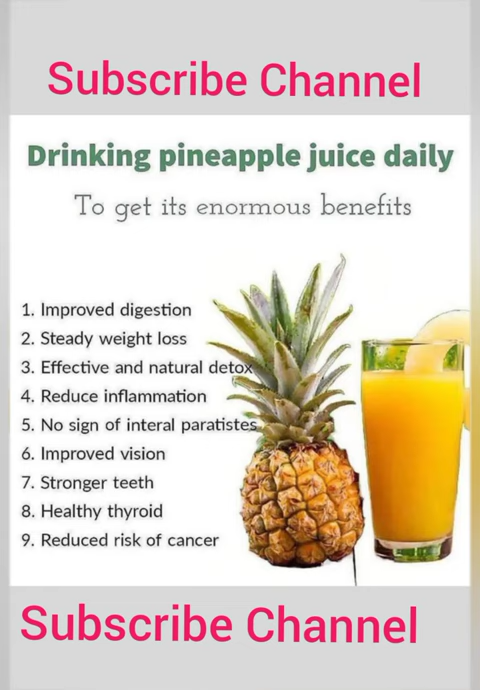 Subscribe Channel
Drinking pineapple juice daily
To get its enormous benefits
1. Improved digestion
2. Steady weight loss
3. Effective and natural detox
4. Reduce inflammation
5. No sign of interal paratistes
6. Improved vision
7. Stronger teeth
8. Healthy thyroid
9. Reduced risk of cancer
Subscribe Channel